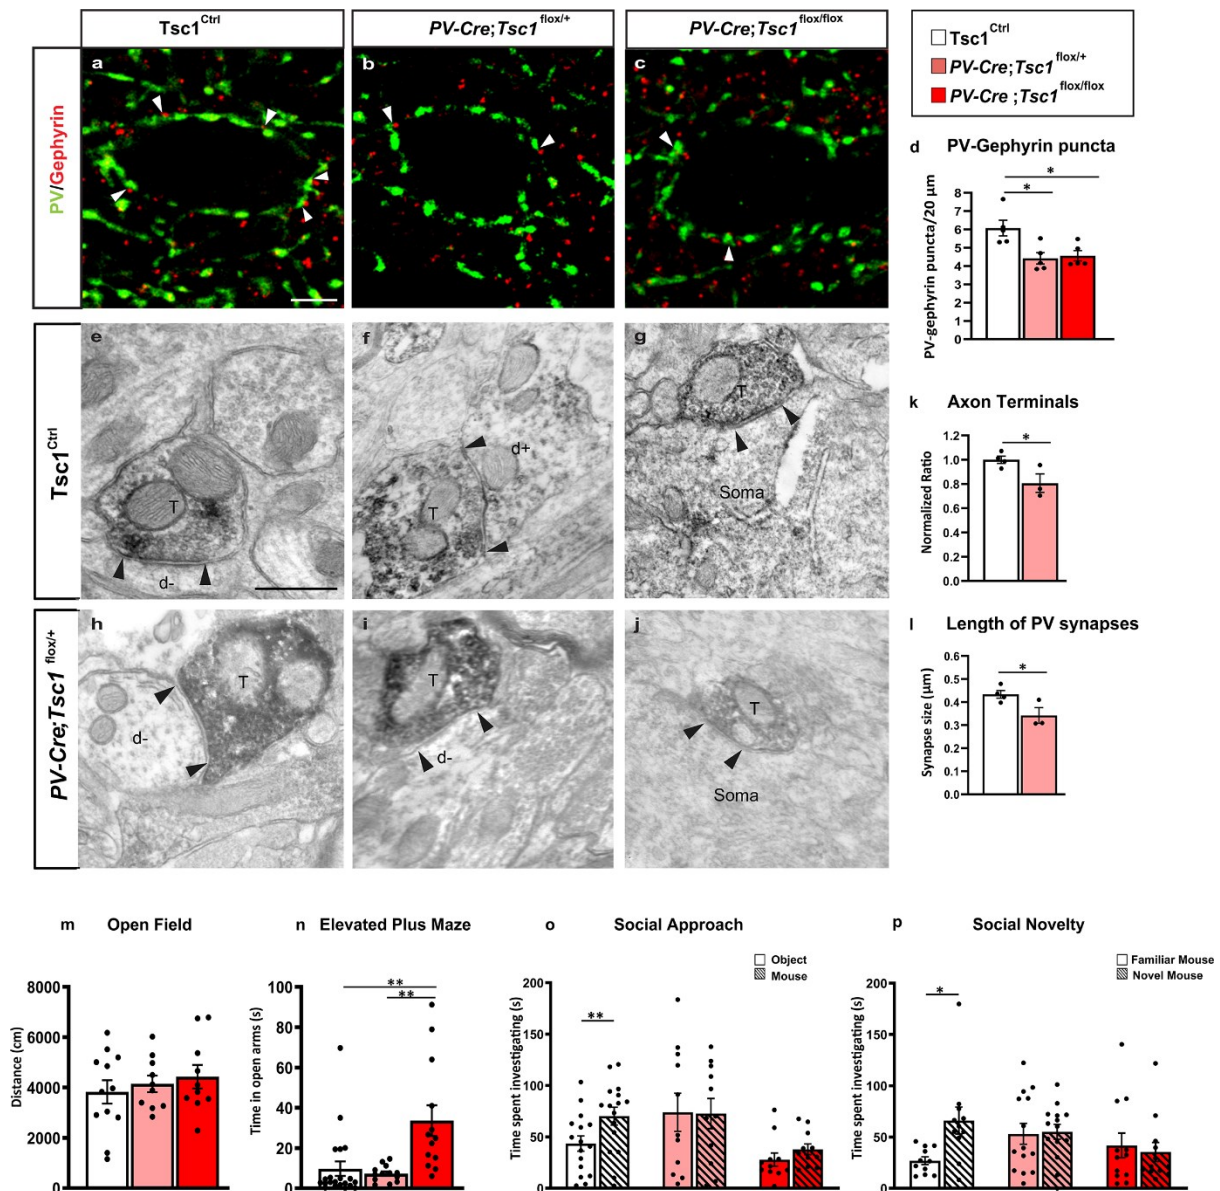 Tsc1Ctrl
PV-Cre;Tsc1flox/+
PV-Cre;Tsc1flox/flox
Tsc1Ctrl
PV-Cre;Tsc1flox/+
PV-Cre ;Tsc1flox/flox
PV/Gephyrin
a
b
c
d PV-Gephyrin puncta
* *
PV-gephyrin puncta/20 µm
8
7
6
5
4
3
2
1
0
Tsc1Ctrl
e
T
d-
f
d+
T
g
T
Soma
k Axon Terminals
*
Normalized Ratio
1.2
1.0
0.8
0.6
0.4
0.2
0.0
PV-Cre;Tsc1flox/+
h
T
d-
i
T
d-
j
T
Soma
l Length of PV synapses
*
Synapse size (µm)
0.6
0.5
0.4
0.3
0.2
0.1
0.0
m Open Field
Distance (cm)
8000
6000
4000
2000
0
n Elevated Plus Maze
**
**
Time in open arms (s)
100
80
60
40
20
0
o Social Approach
Object
Mouse
**
Time spent investigating (s)
200
150
100
50
0
p Social Novelty
Familiar Mouse
Novel Mouse
*
Time spent investigating (s)
200
150
100
50
0